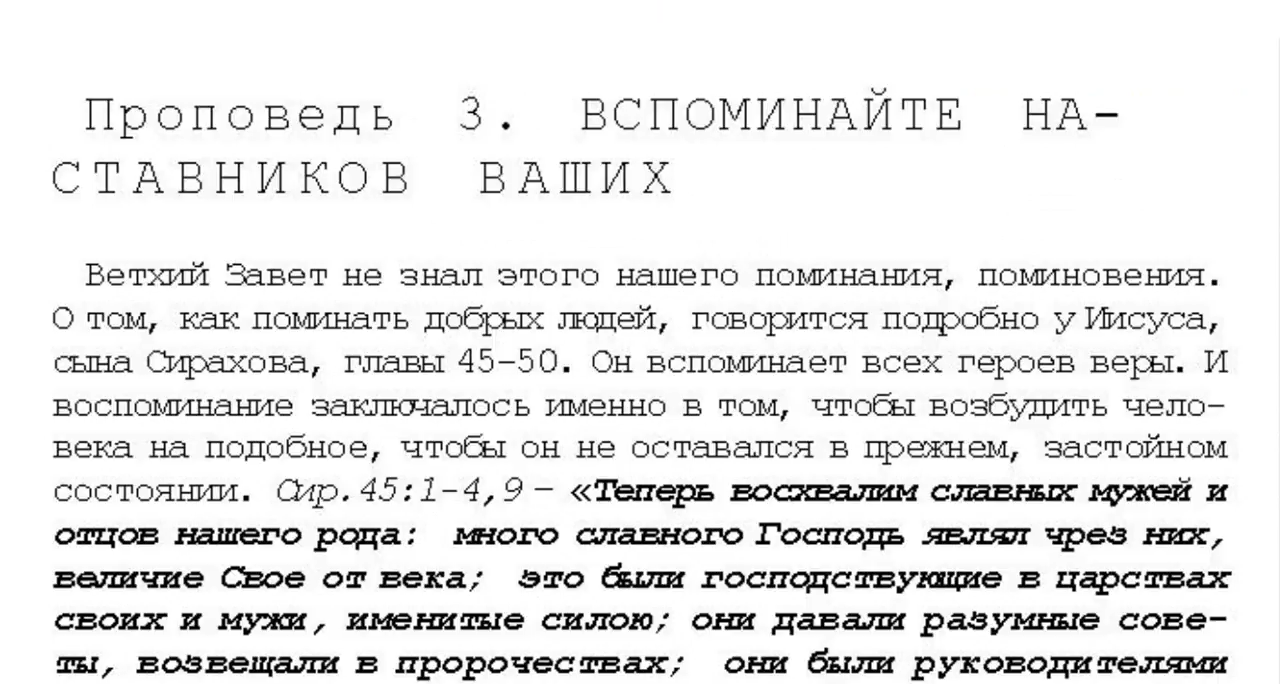 Проповедь 3. ВСПОМИНАЙТЕ НА-
СТАВНИКОВ ВАШИХ
Ветхий Завет не знал этого нашего поминания, поминовения.
О том, как поминать добрых людей, говорится подробно у Иисуса,
сына Сирахова, главы 45-50. Он вспоминает всех героев веры. И
воспоминание заключалось именно в том, чтобы возбудить чело-
века на подобное, чтобы он не оставался в прежнем, застойном
состоянии. Сир.45:1-4,9 – «Теперь восхвалим славных мужей и
отцов нашего рода: много славного Господь являл чрез них,
величие Свое от века; это были господствующие в царствах
своих и мужи, именитые силою; они давали разумные сове-
ты, возвещали в пророчествах; они были руководителями